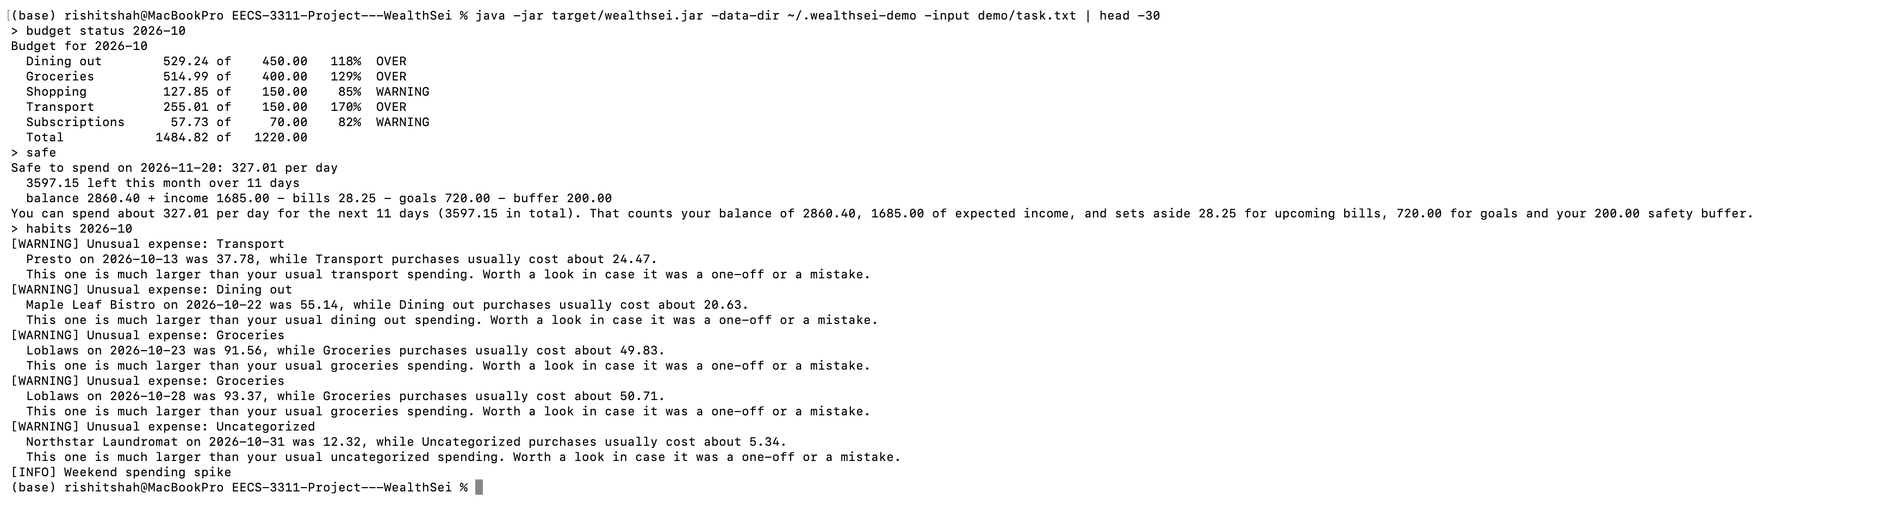 (base) rishitshah@MacBookPro EECS-3311-Project---WealthSei % java -jar target/wealthsei.jar -data-dir ~/.wealthsei-demo -input demo/task.txt | head -30
> budget status 2026-10
Budget for 2026-10
  Dining out        529.24 of    450.00   118%  OVER
  Groceries         514.99 of    400.00   129%  OVER
  Shopping          127.85 of    150.00    85%  WARNING
  Transport         255.01 of    150.00   170%  OVER
  Subscriptions      57.73 of     70.00    82%  WARNING
  Total            1484.82 of   1220.00
> safe
Safe to spend on 2026-11-20: 327.01 per day
  3597.15 left this month over 11 days
  balance 2860.40 + income 1685.00 - bills 28.25 - goals 720.00 - buffer 200.00
You can spend about 327.01 per day for the next 11 days (3597.15 in total). That counts your balance of 2860.40, 1685.00 of expected income, and sets aside 28.25 for upcoming bills, 720.00 for goals and your 200.00 safety buffer.
> habits 2026-10
[WARNING] Unusual expense: Transport
  Presto on 2026-10-13 was 37.78, while Transport purchases usually cost about 24.47.
  This one is much larger than your usual transport spending. Worth a look in case it was a one-off or a mistake.
[WARNING] Unusual expense: Dining out
  Maple Leaf Bistro on 2026-10-22 was 55.14, while Dining out purchases usually cost about 20.63.
  This one is much larger than your usual dining out spending. Worth a look in case it was a one-off or a mistake.
[WARNING] Unusual expense: Groceries
  Loblaws on 2026-10-23 was 91.56, while Groceries purchases usually cost about 49.83.
  This one is much larger than your usual groceries spending. Worth a look in case it was a one-off or a mistake.
[WARNING] Unusual expense: Groceries
  Loblaws on 2026-10-28 was 93.37, while Groceries purchases usually cost about 50.71.
  This one is much larger than your usual groceries spending. Worth a look in case it was a one-off or a mistake.
[WARNING] Unusual expense: Uncategorized
  Northstar Laundromat on 2026-10-31 was 12.32, while Uncategorized purchases usually cost about 5.34.
  This one is much larger than your usual uncategorized spending. Worth a look in case it was a one-off or a mistake.
[INFO] Weekend spending spike
(base) rishitshah@MacBookPro EECS-3311-Project---WealthSei %